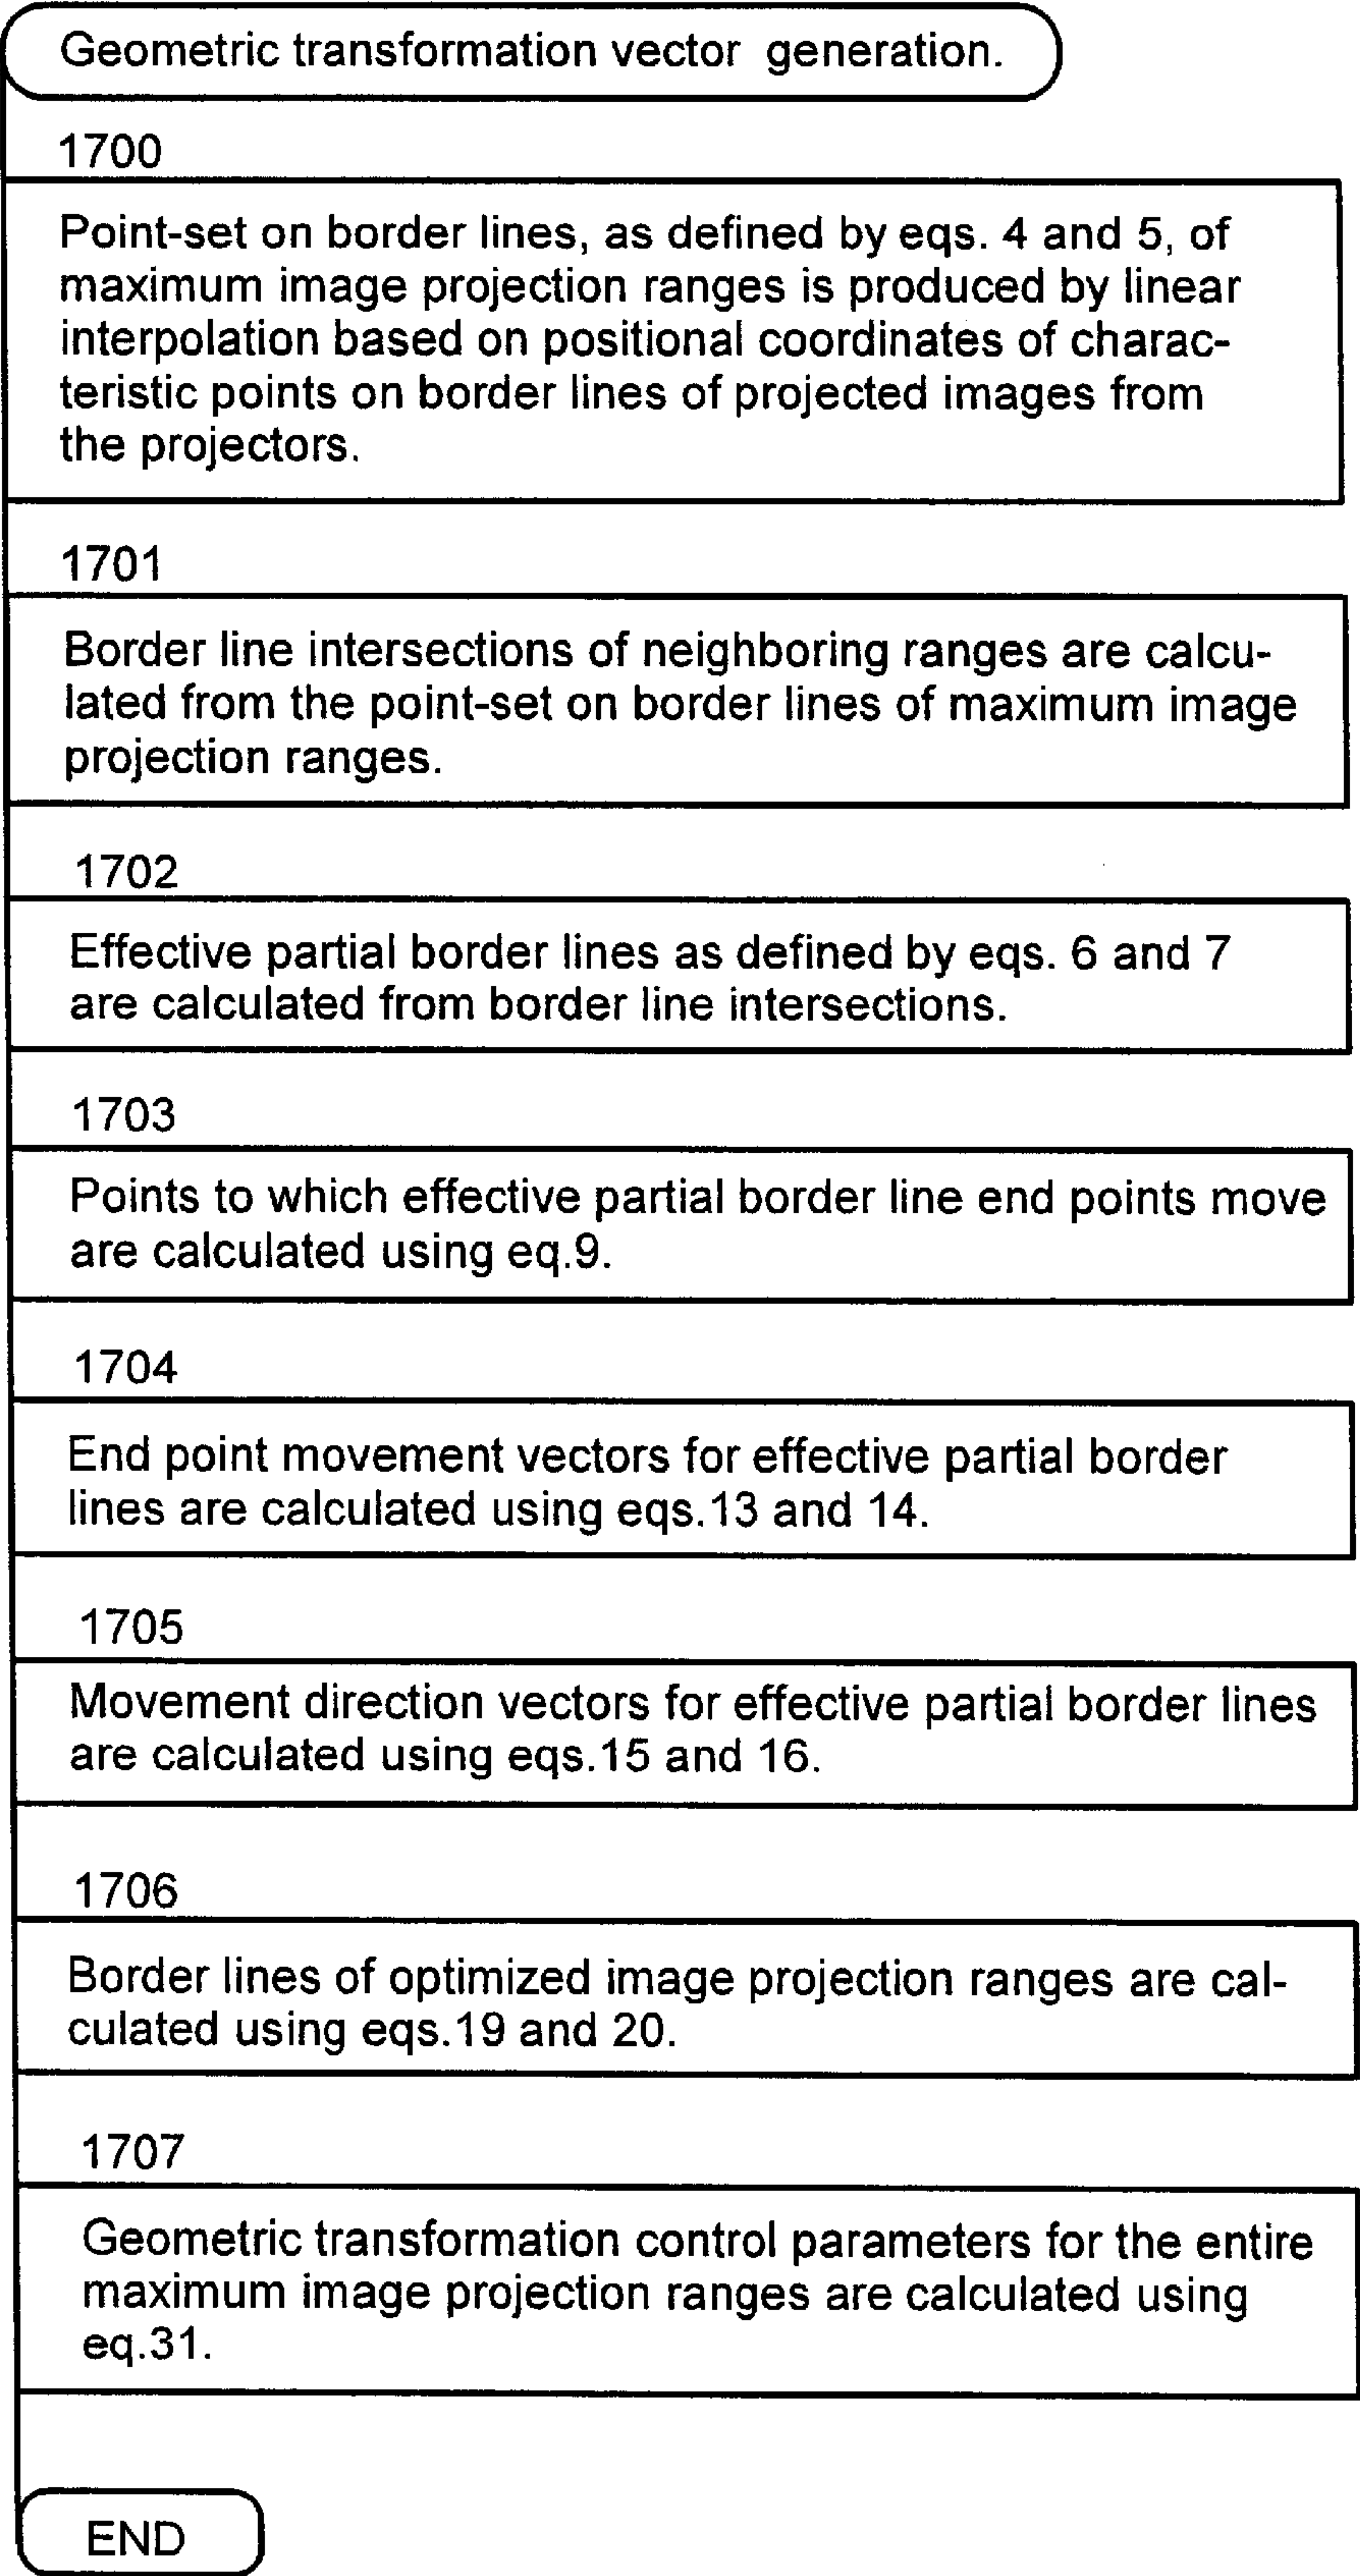 Geometric transformation vector generation.
1700
Point-set on border lines, as defined by eqs. 4 and 5, of
maximum image projection ranges is produced by linear
interpolation based on positional coordinates of charac-
teristic points on border lines of projected images from
the projectors.
1701
Border line intersections of neighboring ranges are calcu-
lated from the point-set on border lines of maximum image
projection ranges.
1702
Effective partial border lines as defined by eqs. 6 and 7
are calculated from border line intersections.
1703
Points to which effective partial border line end points move
are calculated using eq.9.
1704
End point movement vectors for effective partial border
lines are calculated using eqs.13 and 14.
1705
Movement direction vectors for effective partial border lines
are calculated using eqs.15 and 16.
1706
Border lines of optimized image projection ranges are cal-
culated using eqs.19 and 20.
1707
Geometric transformation control parameters for the entire
maximum image projection ranges are calculated using
eq.31.
END